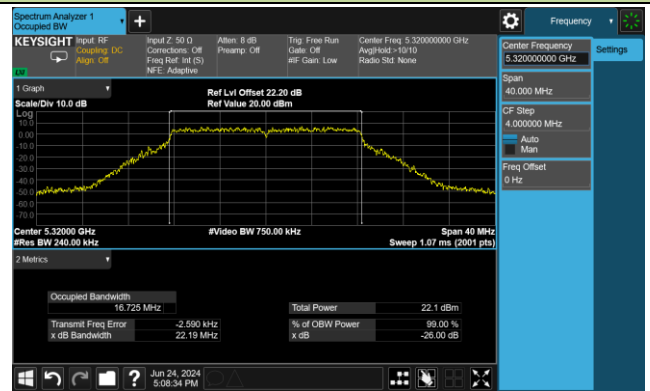 Spectrum Analyzer 1
Occupied BW
Frequency
KEYSIGHT
Input: RF
Coupling: DC
Align: Off
Input Z: 50 Ω
Corrections: Off
Freq Ref: Int (S)
NFE: Adaptive
Atten: 8 dB
Preamp: Off
Trig: Free Run
Gate: Off
#IF Gain: Low
Center Freq: 5.320000000 GHz
Avg|Hold:>10/10
Radio Std: None
Center Frequency
5.320000000 GHz
Settings
Span
40.000 MHz
CF Step
4.000000 MHz
Auto
Man
Freq Offset
0 Hz
1 Graph
Scale/Div 10.0 dB
Ref Lvl Offset 22.20 dB
Ref Value 20.00 dBm
Log
10.0
0.00
-10.0
-20.0
-30.0
-40.0
-50.0
-60.0
-70.0
Center 5.32000 GHz
#Res BW 240.00 kHz
#Video BW 750.00 kHz
Span 40 MHz
Sweep 1.07 ms (2001 pts)
2 Metrics
Occupied Bandwidth
16.725 MHz
Transmit Freq Error -2.590 kHz
x dB Bandwidth 22.19 MHz
Total Power 22.1 dBm
% of OBW Power 99.00 %
x dB -26.00 dB
?
Jun 24, 2024
5:08:34 PM